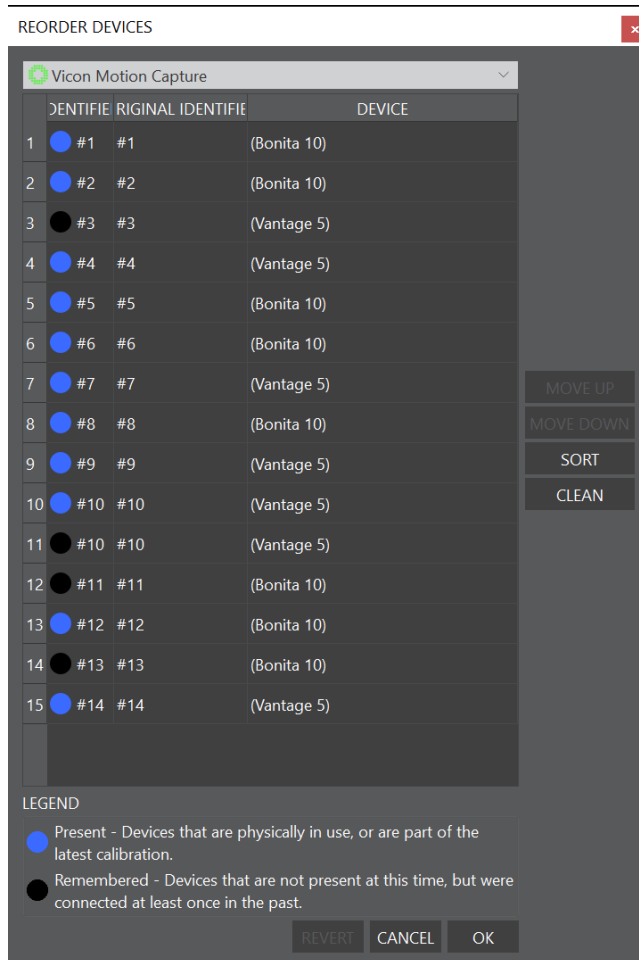 REORDER DEVICES
x
Vicon Motion Capture
DENTIFIE RIGINAL IDENTIFIE DEVICE
1 #1 #1 (Bonita 10)
2 #2 #2 (Bonita 10)
3 #3 #3 (Vantage 5)
4 #4 #4 (Vantage 5)
5 #5 #5 (Bonita 10)
6 #6 #6 (Bonita 10)
7 #7 #7 (Vantage 5)
8 #8 #8 (Bonita 10)
9 #9 #9 (Vantage 5)
10 #10 #10 (Vantage 5)
11 #10 #10 (Vantage 5)
12 #11 #11 (Bonita 10)
13 #12 #12 (Bonita 10)
14 #13 #13 (Bonita 10)
15 #14 #14 (Vantage 5)
MOVE UP
MOVE DOWN
SORT
CLEAN
LEGEND
Present - Devices that are physically in use, or are part of the
latest calibration.
Remembered - Devices that are not present at this time, but were
connected at least once in the past.
REVERT CANCEL OK